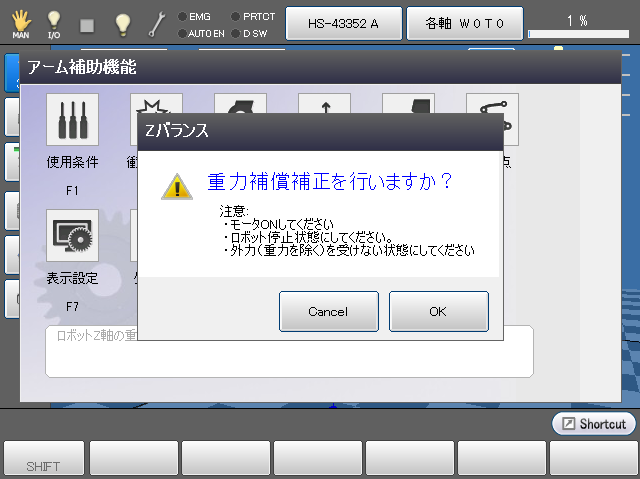 MAN
I/O
EMG
AUTO EN
PRTCT
D SW
HS-43352 A
各軸 W0T0
1 %
アーム補助機能
Zバランス
使用条件
F1
重力補償補正を行いますか？
注意:
・モータONしてください
・ロボット停止状態にしてください。
・外力(重力を除く)を受けない状態にしてください
点
表示設定
F7
Cancel
OK
ロボットZ軸の重
Shortcut
SHIFT